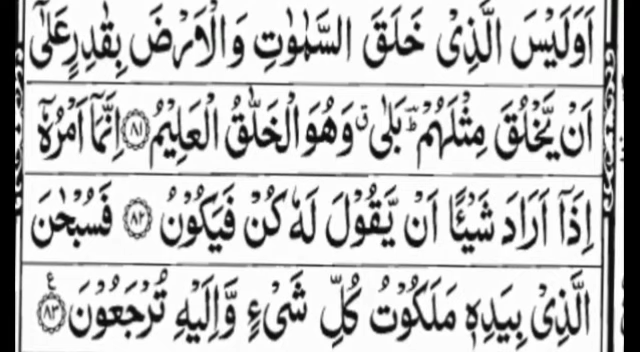 اَوَلَيْسَ الَّذِیْ خَلَقَ السَّمٰوٰتِ وَالْاَرْضَ بِقٰدِرٍ عَلٰۤی
اَنْ يَّخْلُقَ مِثْلَهُمْ ؕ بَلٰی ۗ وَهُوَ الْخَلّٰقُ الْعَلِيْمُ ﴿۸۱﴾ اِنَّمَاۤ اَمْرُهٗۤ
اِذَاۤ اَرَادَ شَيْـًٔا اَنْ يَّقُوْلَ لَهٗ كُنْ فَيَكُوْنُ ﴿۸۲﴾ فَسُبْحٰنَ
الَّذِیْ بِيَدِهٖ مَلَكُوْتُ كُلِّ شَیْءٍ وَّاِلَيْهِ تُرْجَعُوْنَ ﴿۸۳﴾ ع